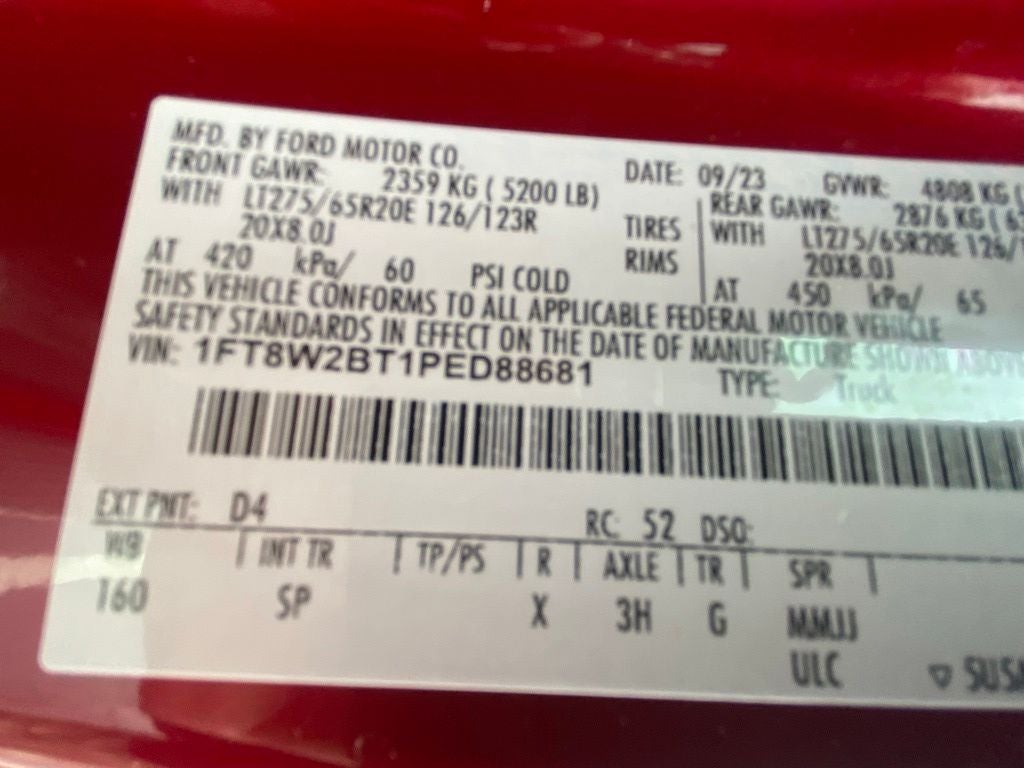 MFD. BY FORD MOTOR CO.
DATE: 09/23 GVWR: 4808 KG (
FRONT GAWR: 2359 KG ( 5200 LB)
REAR GAWR: 2876 KG ( 63
WITH LT275/65R20E 126/123R TIRES WITH LT275/65R20E 126/
20X8.0J RIMS 20X8.0J
AT 420 kPa/ 60 PSI COLD AT 450 kPa/ 65
THIS VEHICLE CONFORMS TO ALL APPLICABLE FEDERAL MOTOR VEHICLE
SAFETY STANDARDS IN EFFECT ON THE DATE OF MANUFACTURE SHOWN ABOVE
VIN: 1FT8W2BT1PED88681 TYPE: Truck
EXT PNT: D4 RC: 52 DSO:
W9 INT TR TP/PS R AXLE TR SPR
T60 SP X 3H G MMJJ
ULC